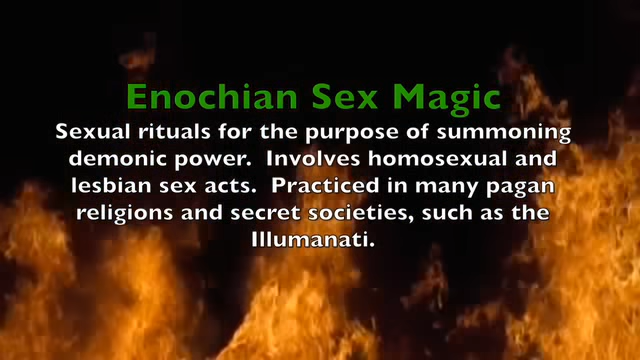 Enochian Sex Magic
Sexual rituals for the purpose of summoning
demonic power.  Involves homosexual and
lesbian sex acts.  Practiced in many pagan
religions and secret societies, such as the
Illumanati.